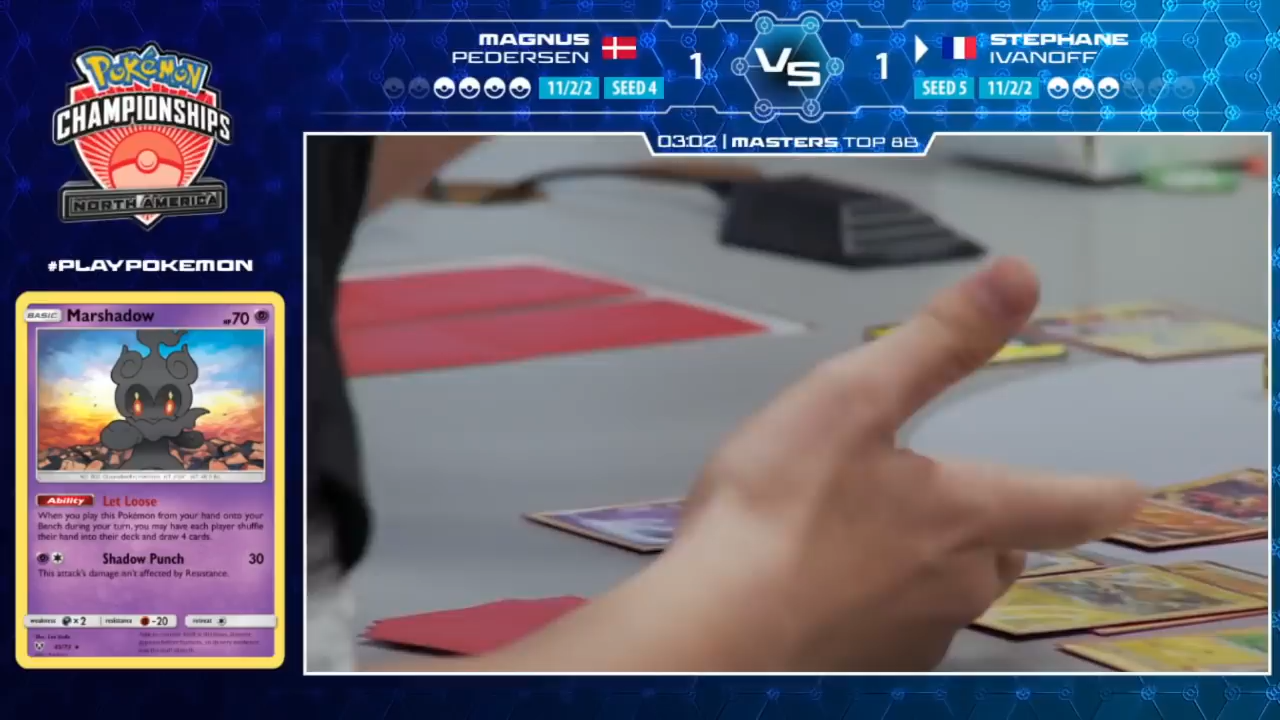 POKÉMON
CHAMPIONSHIPS
NORTH AMERICA
#PLAYPOKEMON
MAGNUS
PEDERSEN
11/2/2
SEED 4
1
VS
1
STEPHANE
IVANOFF
SEED 5
11/2/2
03:02 | MASTERS TOP 8B
BASIC Marshadow HP70
Ability Let Loose
When you play this Pokémon from your hand onto your
Bench during your turn, you may have each player shuffle
their hand into their deck and draw 4 cards.
Shadow Punch 30
This attack's damage isn't affected by Resistance.
weakness ×2 resistance -20 retreat